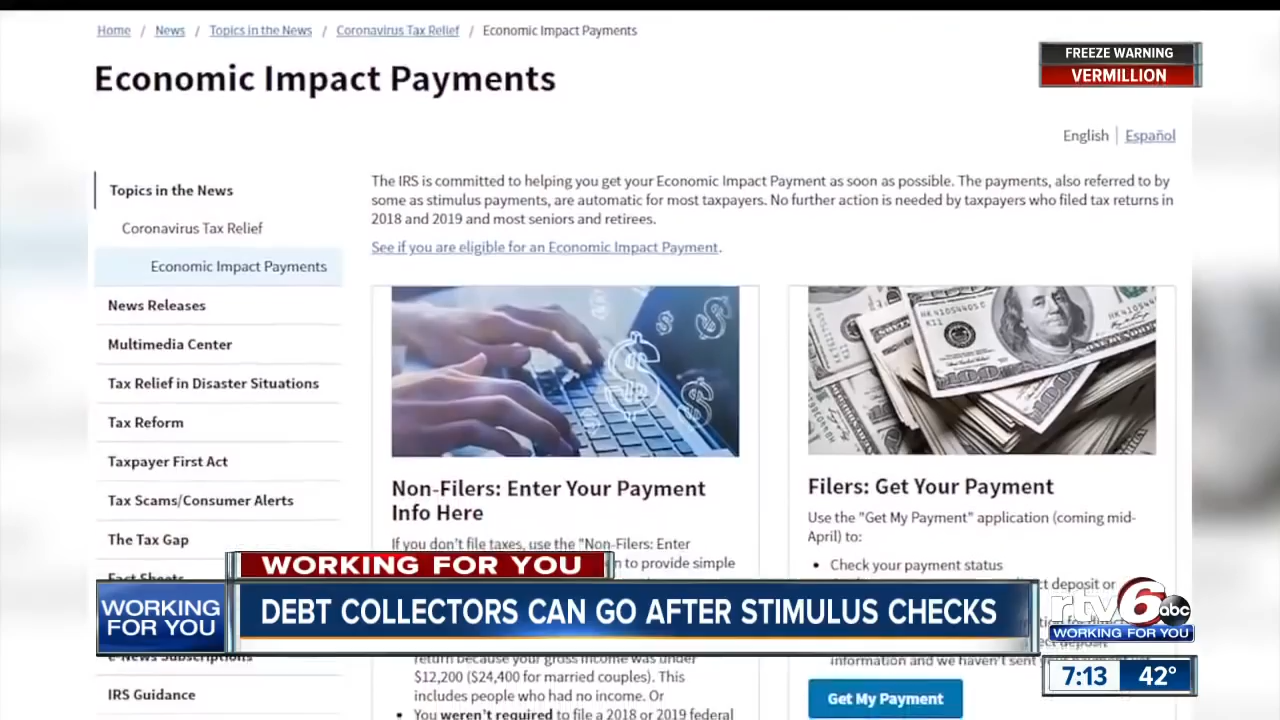 Home / News / Topics in the News / Coronavirus Tax Relief / Economic Impact Payments
Economic Impact Payments
FREEZE WARNING
VERMILLION
English | Español
Topics in the News
Coronavirus Tax Relief
Economic Impact Payments
News Releases
Multimedia Center
Tax Relief in Disaster Situations
Tax Reform
Taxpayer First Act
Tax Scams/Consumer Alerts
The Tax Gap
Fact Sheets
e-News Subscriptions
IRS Guidance
The IRS is committed to helping you get your Economic Impact Payment as soon as possible. The payments, also referred to by
some as stimulus payments, are automatic for most taxpayers. No further action is needed by taxpayers who filed tax returns in
2018 and 2019 and most seniors and retirees.
See if you are eligible for an Economic Impact Payment.
Non-Filers: Enter Your Payment
Info Here
If you don't file taxes, use the "Non-Filers: Enter
n to provide simple
return because your gross income was under
$12,200 ($24,400 for married couples). This
includes people who had no income. Or
• You weren't required to file a 2018 or 2019 federal
HK41054405C
K11
100
Filers: Get Your Payment
Use the "Get My Payment" application (coming mid-
April) to:
• Check your payment status
ct deposit or
information and we haven't sent
Get My Payment
WORKING FOR YOU
WORKING
FOR YOU
DEBT COLLECTORS CAN GO AFTER STIMULUS CHECKS
rtv6 abc
WORKING FOR YOU
7:13 42°